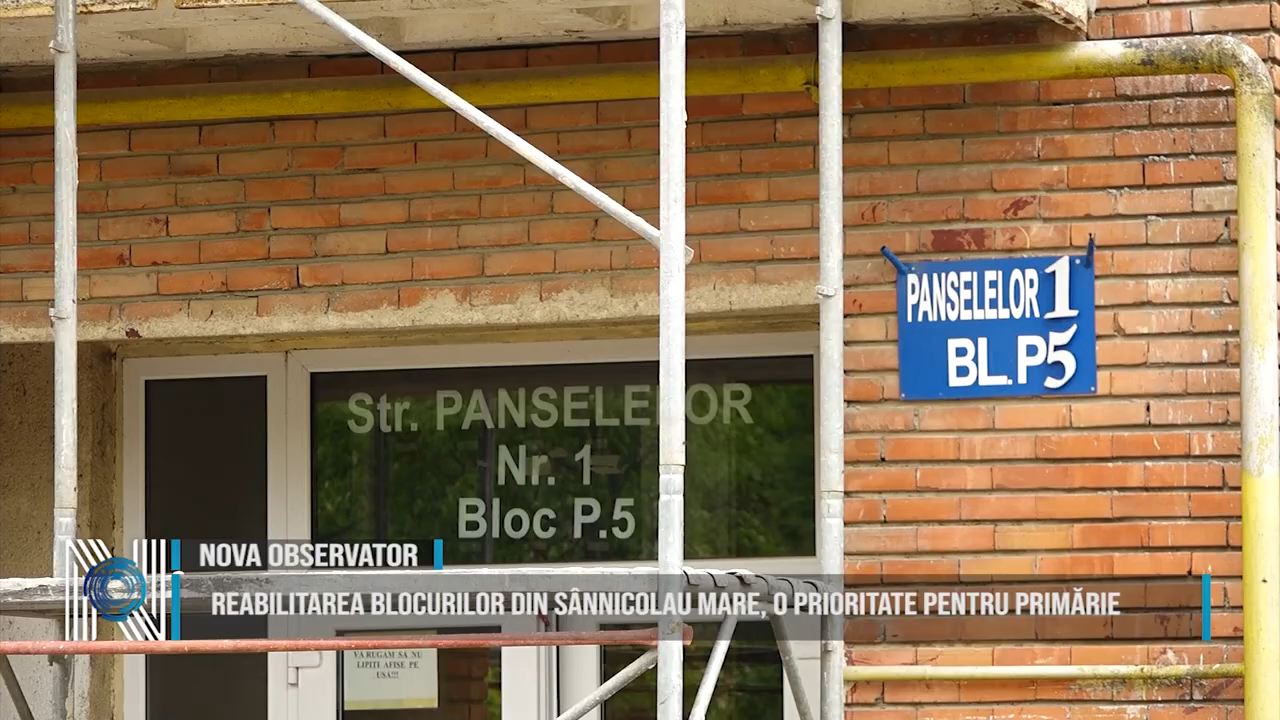 PANSELELOR 1
BL. P5
Str. PANSELELOR
Nr. 1
Bloc P.5
NOVA OBSERVATOR
REABILITAREA BLOCURILOR DIN SÂNNICOLAU MARE, O PRIORITATE PENTRU PRIMĂRIE
VA RUGAM SA NU
LIPITI AFISE PE
USA!!!